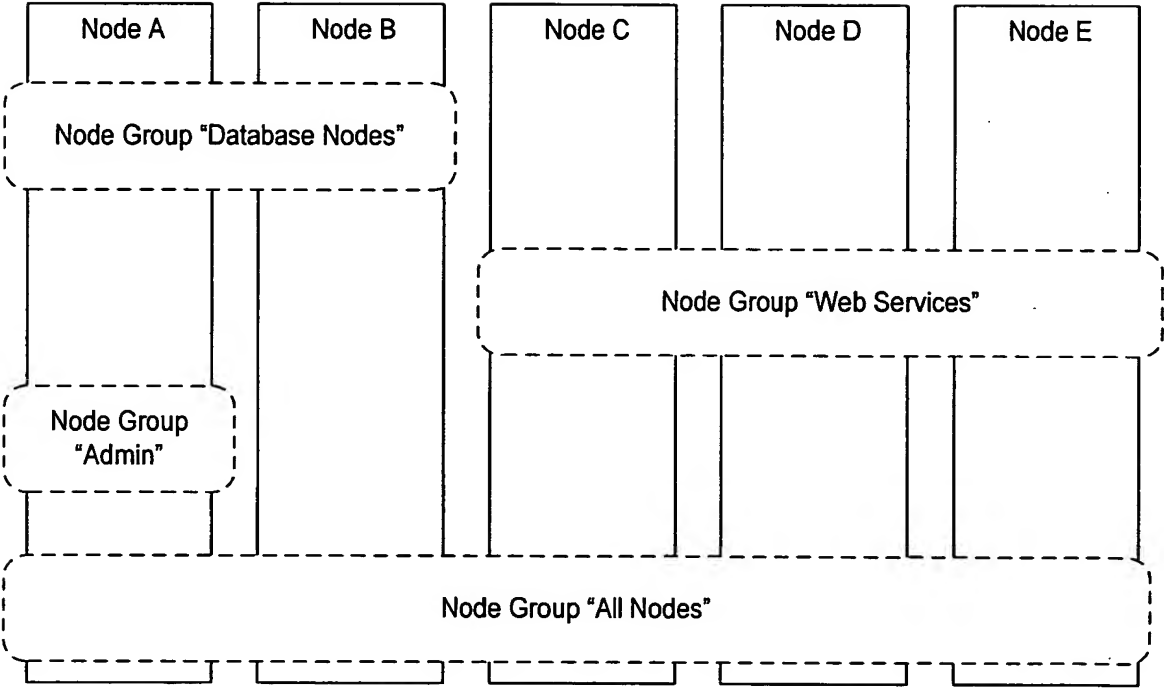 Node A
Node B
Node C
Node D
Node E
Node Group “Database Nodes”
Node Group “Web Services”
Node Group
“Admin”
Node Group “All Nodes”